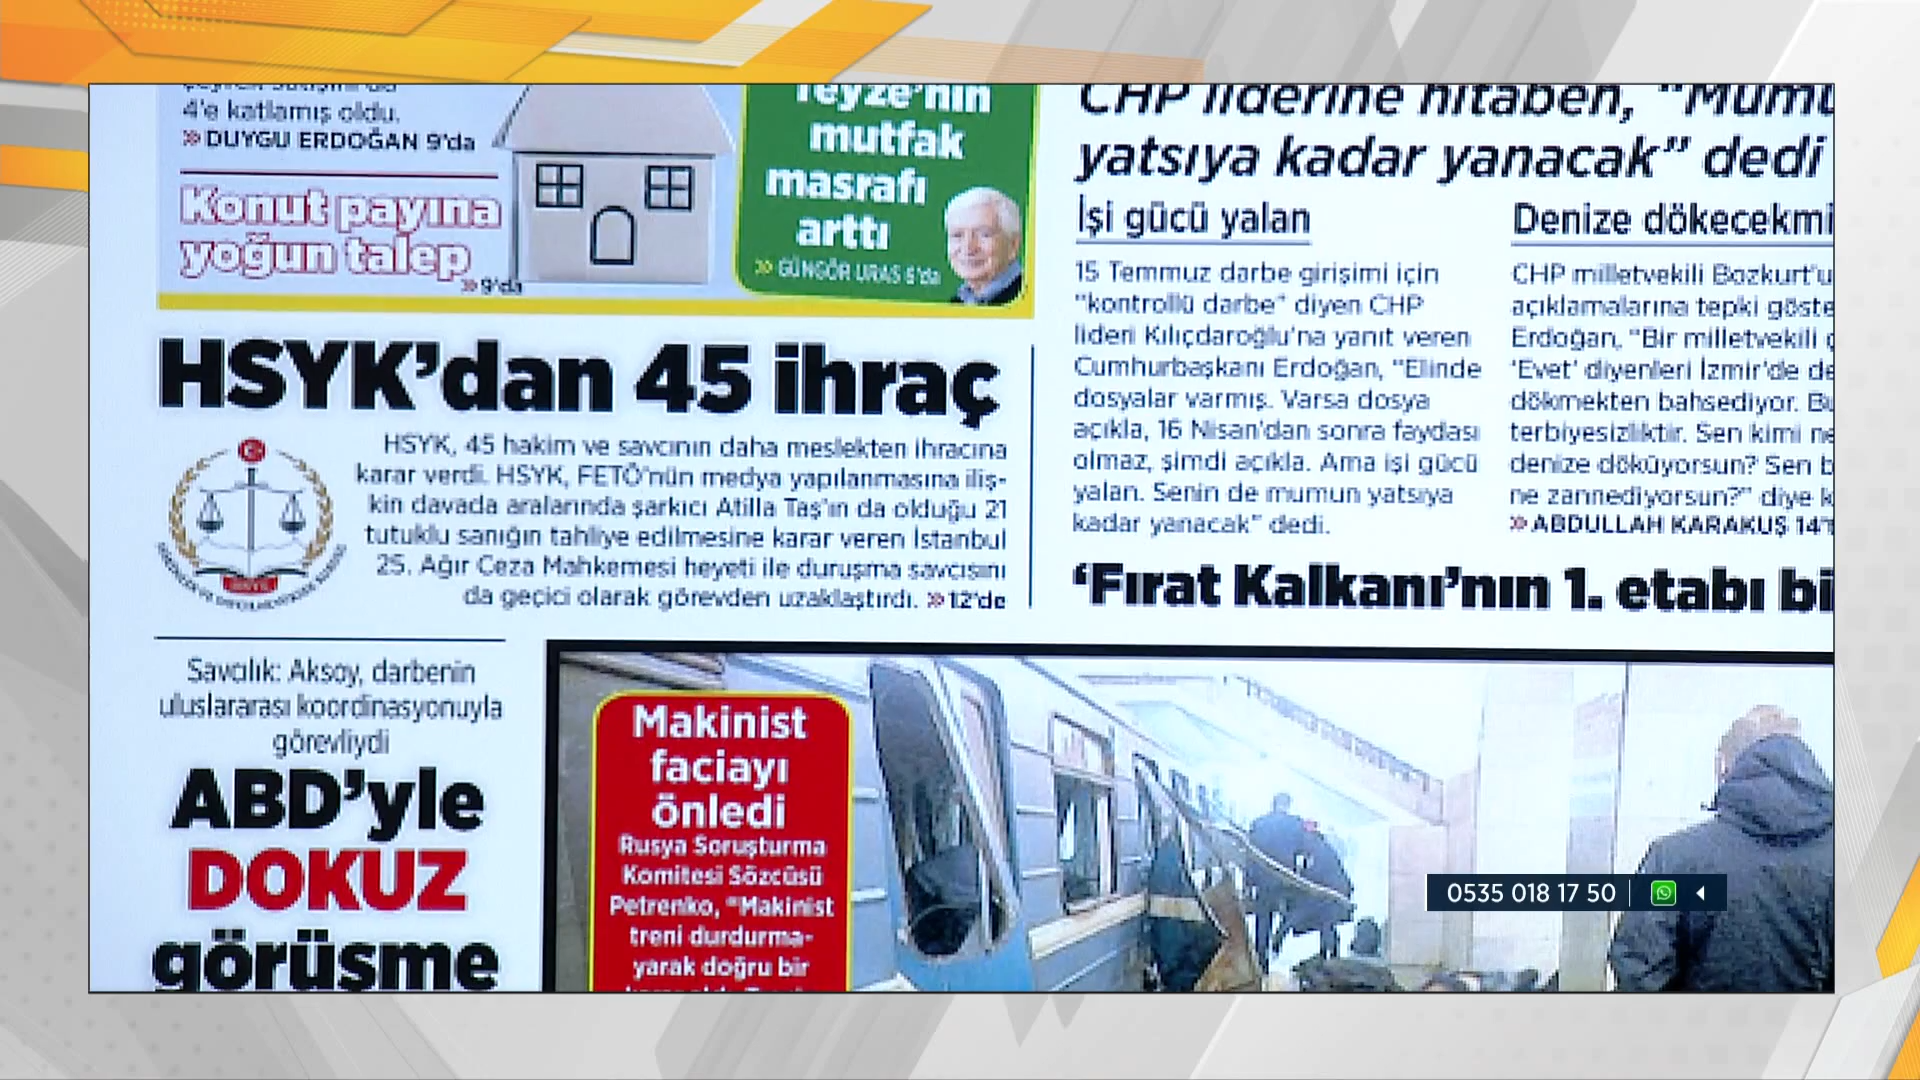 4'e katlamış oldu.
» DUYGU ERDOĞAN 9'da
Konut payına
yoğun talep
» 9'da
Teyze'nin
mutfak
masrafı
arttı
» GÜNGÖR URAS 6'da
CHP liderine hitaben, "Mumu
yatsıya kadar yanacak" dedi
İşi gücü yalan
15 Temmuz darbe girişimi için
"kontrollü darbe" diyen CHP
lideri Kılıçdaroğlu'na yanıt veren
Cumhurbaşkanı Erdoğan, "Elinde
dosyalar varmış. Varsa dosya
açıkla, 16 Nisan'dan sonra faydası
olmaz, şimdi açıkla. Ama işi gücü
yalan. Senin de mumun yatsıya
kadar yanacak" dedi.
Denize dökecekmi
CHP milletvekili Bozkurt'u
açıklamalarına tepki göste
Erdoğan, "Bir milletvekili
'Evet' diyenleri İzmir'de de
dökmekten bahsediyor. Bu
terbiyesizliktir. Sen kimi ne
denize döküyorsun? Sen
ne zannediyorsun?" diye
» ABDULLAH KARAKUŞ 14'
'Fırat Kalkanı'nın 1. etabı bi
HSYK'dan 45 ihraç
HSYK, 45 hakim ve savcının daha meslekten ihracına
karar verdi. HSYK, FETÖ'nün medya yapılanmasına iliş-
kin davada aralarında şarkıcı Atilla Taş'ın da olduğu 21
tutuklu sanığın tahliye edilmesine karar veren İstanbul
25. Ağır Ceza Mahkemesi heyeti ile duruşma savcısını
da geçici olarak görevden uzaklaştırdı. » 12'de
Savcılık: Aksoy, darbenin
uluslararası koordinasyonuyla
görevliydi
ABD'yle
DOKUZ
görüşme
Makinist
faciayı
önledi
Rusya Soruşturma
Komitesi Sözcüsü
Petrenko, "Makinist
treni durdurma-
yarak doğru bir
0535 018 17 50